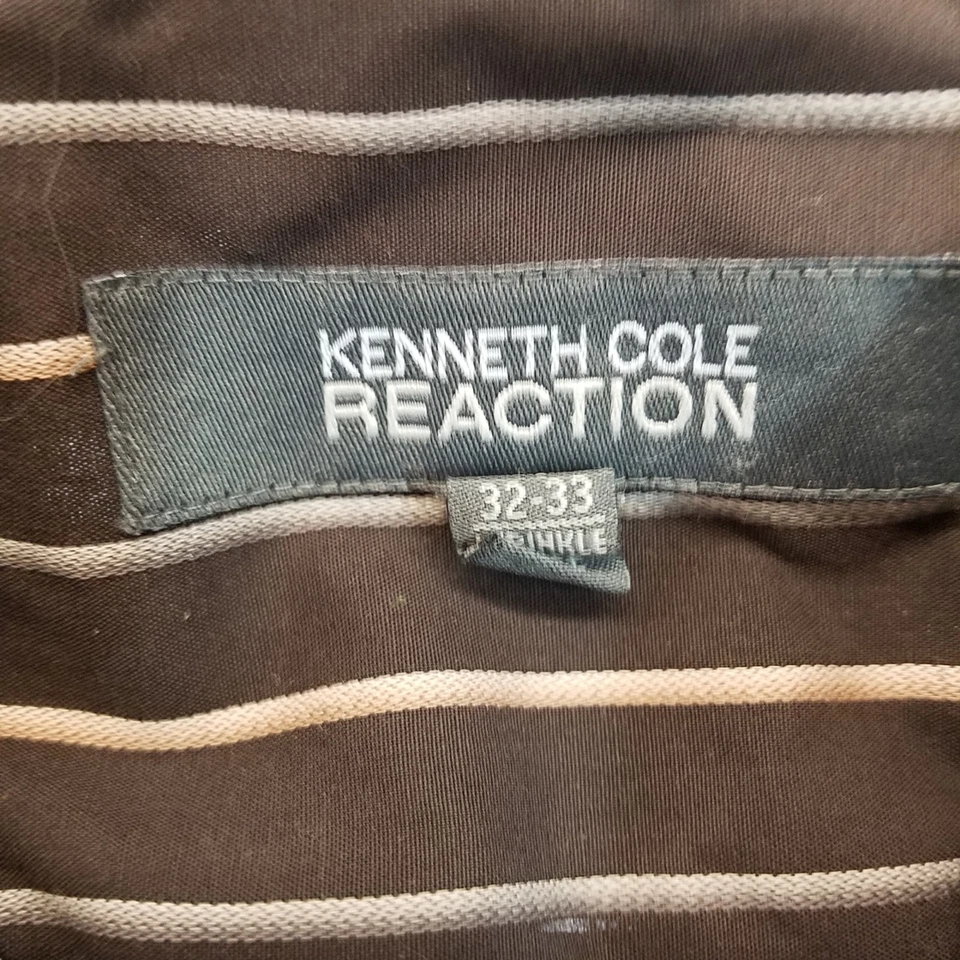 KENNETH COLE
REACTION
32-33